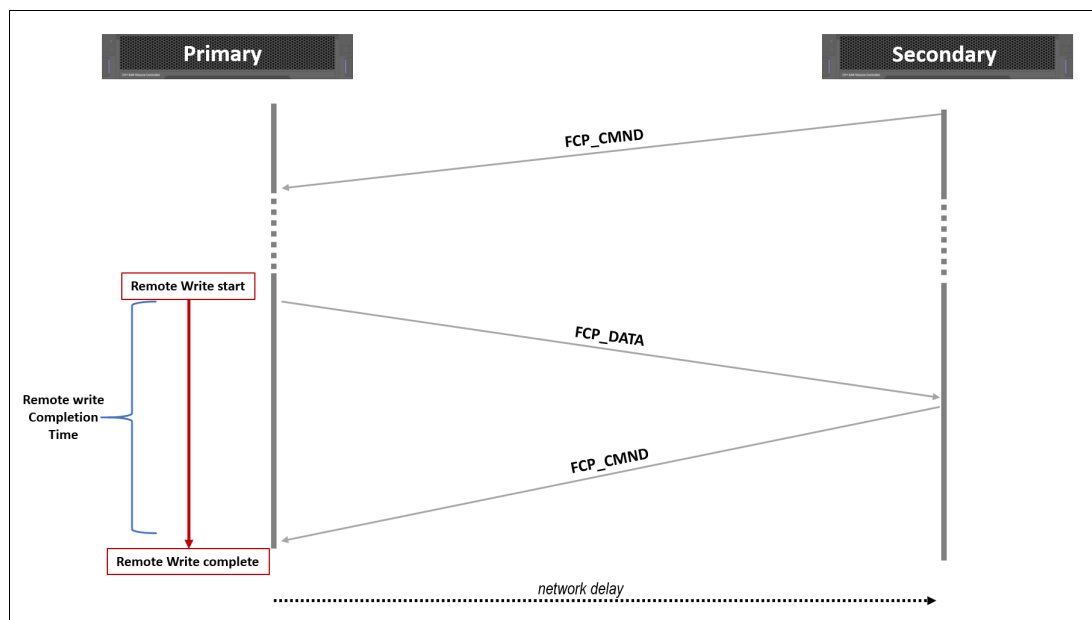 Primary
Secondary
FCP_CMND
Remote Write start
FCP_DATA
Remote write
Completion
Time
FCP_CMND
Remote Write complete
network delay